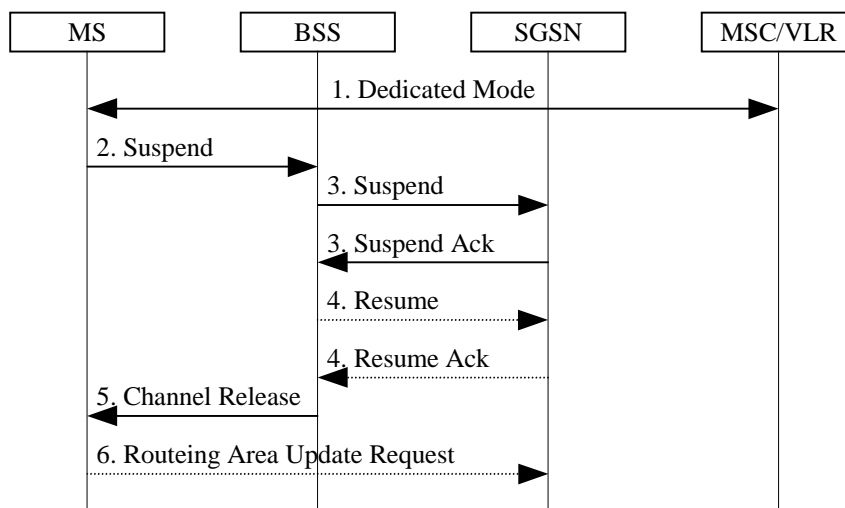 MS
BSS
SGSN
MSC/VLR
1. Dedicated Mode
2. Suspend
3. Suspend
3. Suspend Ack
4. Resume
4. Resume Ack
5. Channel Release
6. Routeing Area Update Request